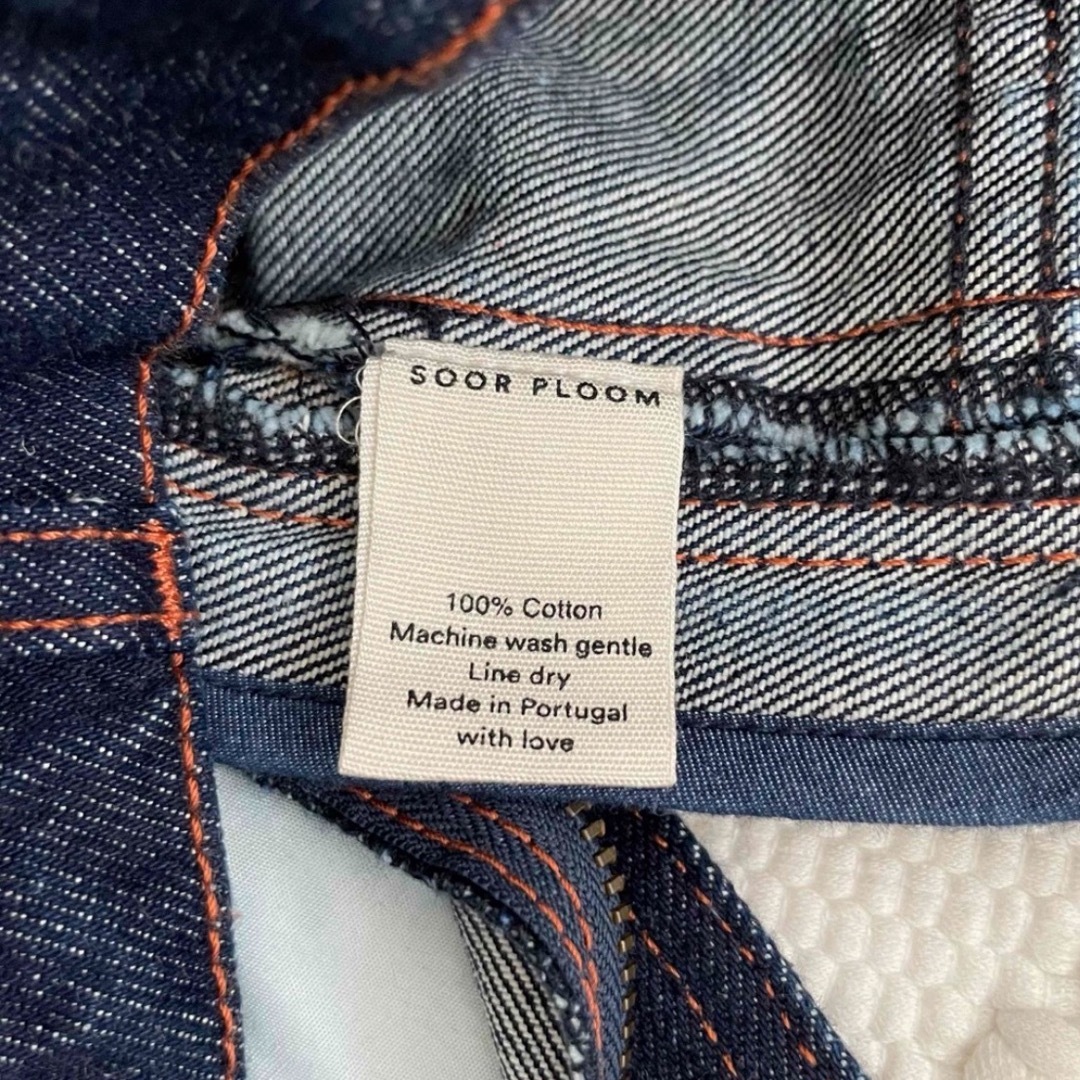 SOOR PLOOM
100% Cotton
Machine wash gentle
Line dry
Made in Portugal
with love